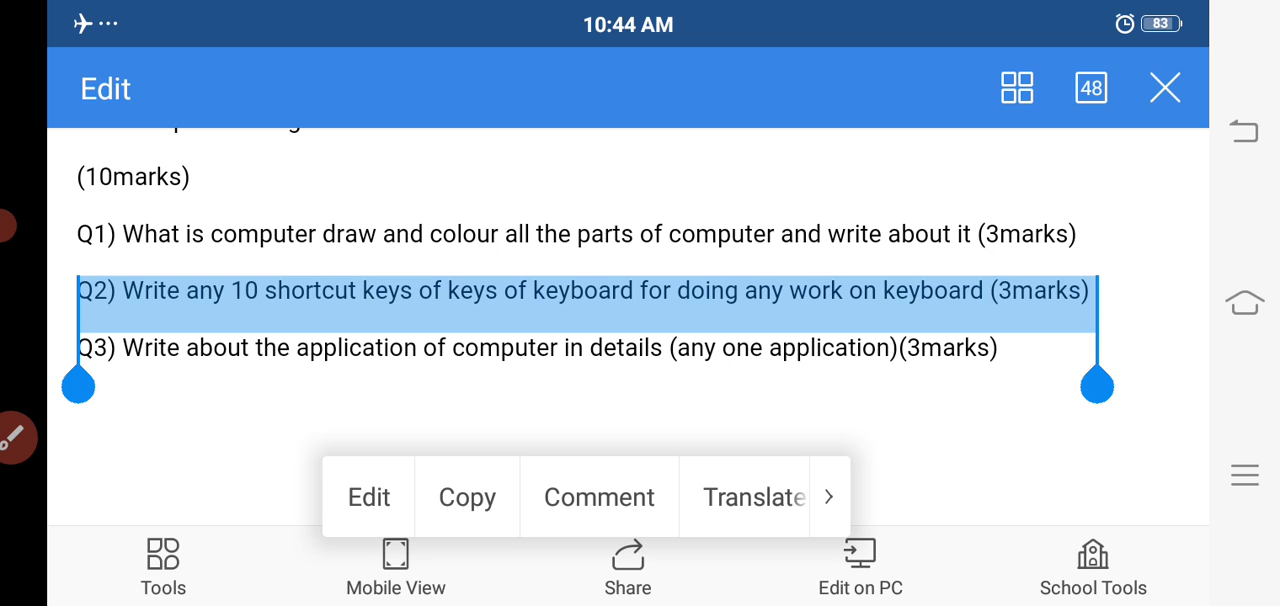 10:44 AM
83
Edit
48
(10marks)
Q1) What is computer draw and colour all the parts of computer and write about it (3marks)
Q2) Write any 10 shortcut keys of keys of keyboard for doing any work on keyboard (3marks)
Q3) Write about the application of computer in details (any one application)(3marks)
Edit
Copy
Comment
Translate
Tools
Mobile View
Share
Edit on PC
School Tools